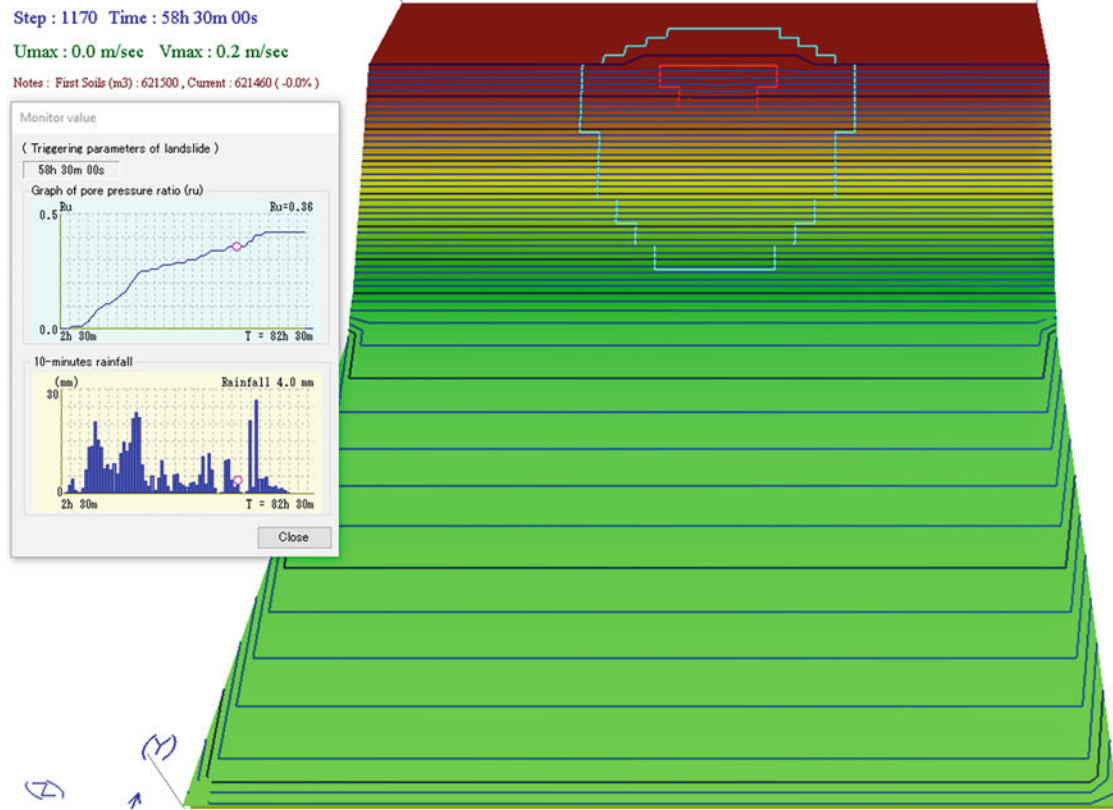 Step : 1170 Time : 58h 30m 00s
Umax : 0.0 m/sec Vmax : 0.2 m/sec
Notes : First Soils (m3) : 621500 , Current : 621460 ( -0.0% )
Monitor value
( Triggering parameters of landslide )
58h 30m 00s
Graph of pore pressure ratio (ru)
0.5 Ru Ru=0.36
0.0
2h 30m T = 82h 30m
10-minutes rainfall
(mm) Rainfall 4.0 mm
30
0
2h 30m T = 82h 30m
Close
(Y)
(Z)